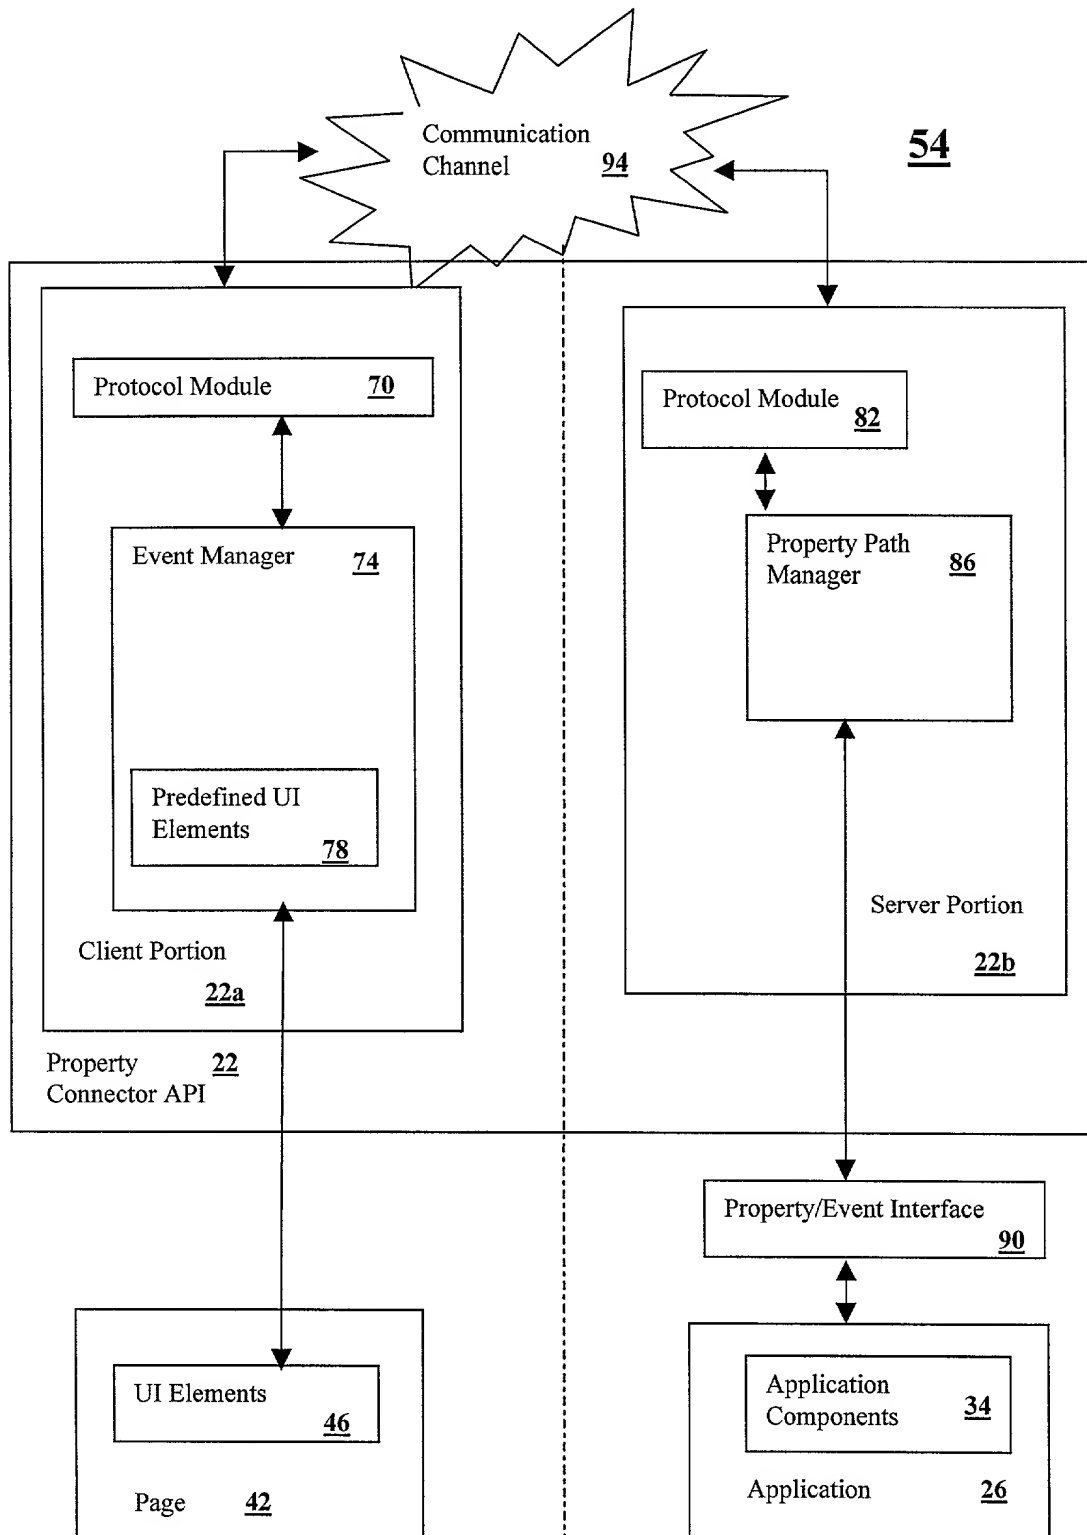 Communication
Channel 94
54
Protocol Module 70
Protocol Module
82
Event Manager 74
Property Path
Manager 86
Predefined UI
Elements
78
Server Portion
22b
Client Portion
22a
Property 22
Connector API
Property/Event Interface
90
UI Elements
46
Page 42
Application
Components 34
Application 26